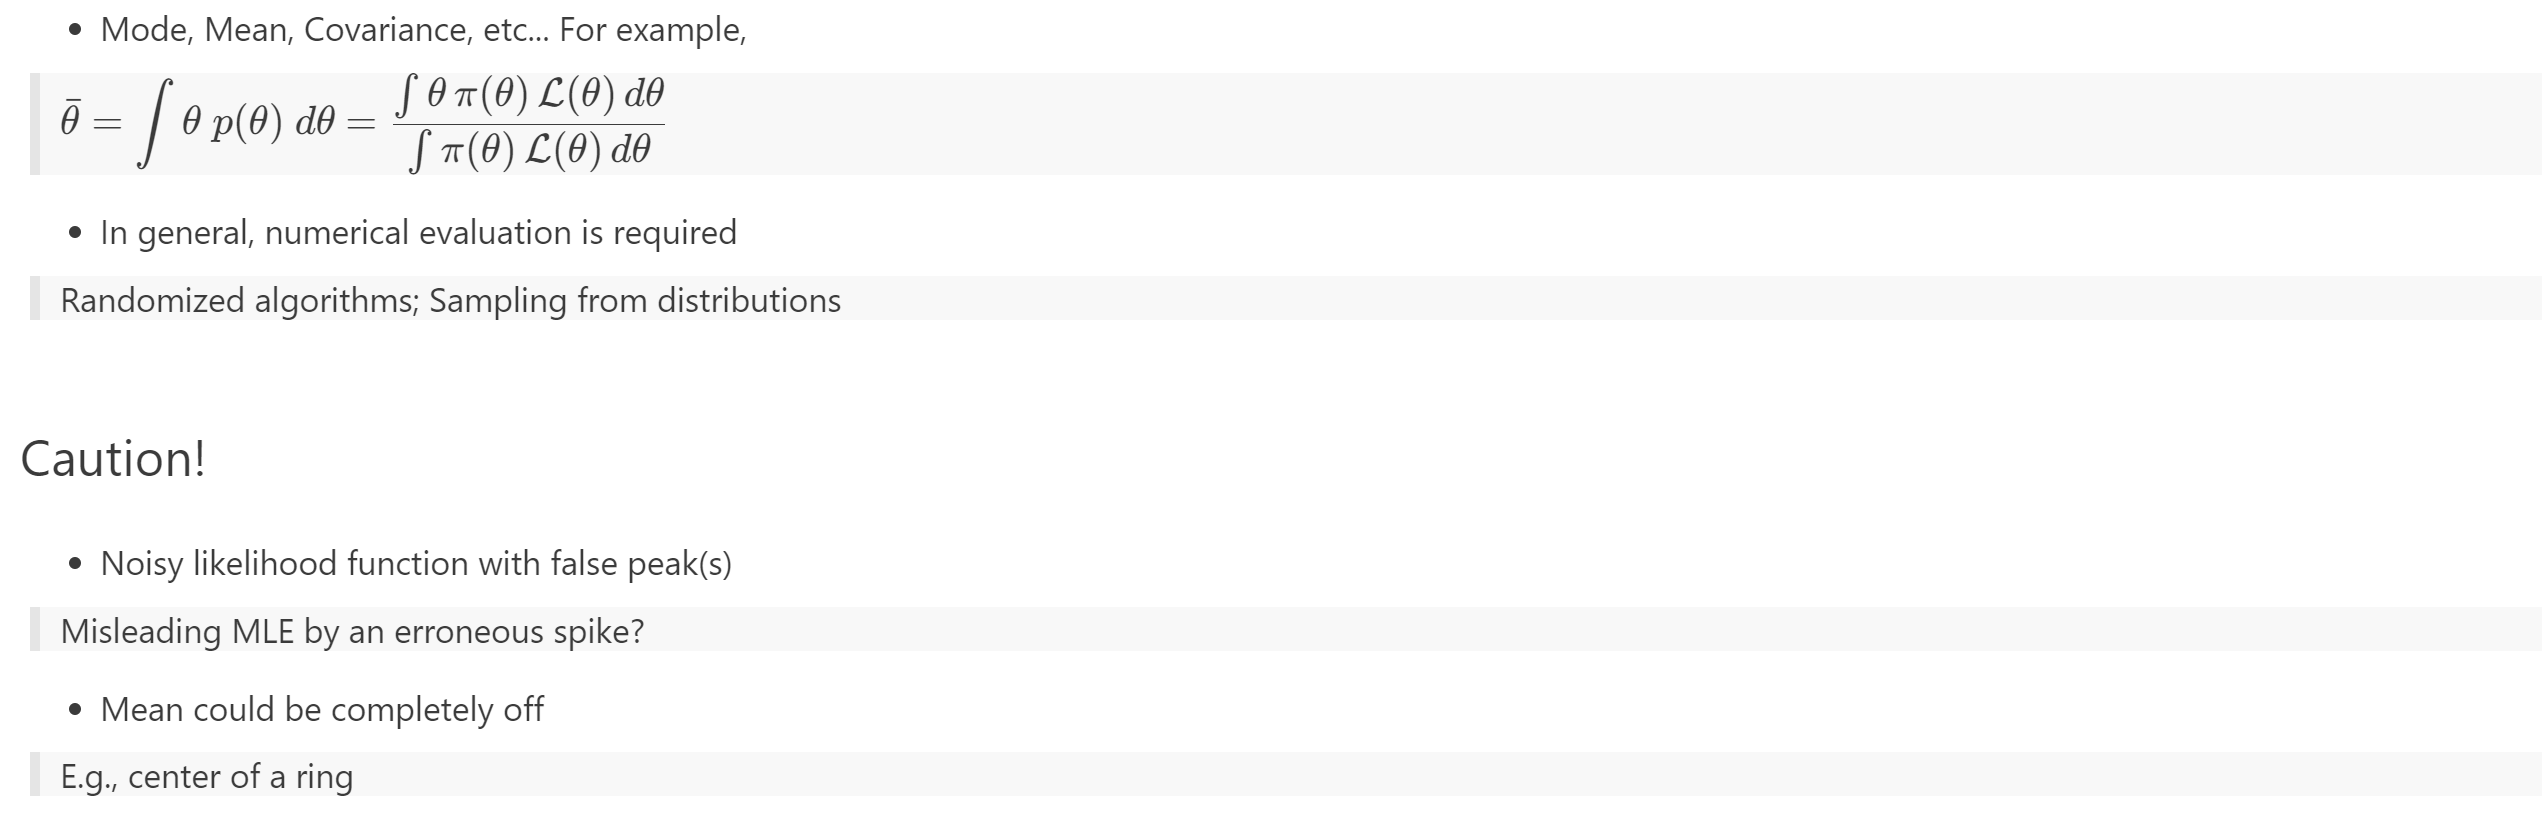 • Mode, Mean, Covariance, etc... For example,
$\bar{\theta} = \int \theta \, p(\theta) \, d\theta = \frac{\int \theta \, \pi(\theta) \, \mathcal{L}(\theta) \, d\theta}{\int \pi(\theta) \, \mathcal{L}(\theta) \, d\theta}$
• In general, numerical evaluation is required
Randomized algorithms; Sampling from distributions
Caution!
• Noisy likelihood function with false peak(s)
Misleading MLE by an erroneous spike?
• Mean could be completely off
E.g., center of a ring